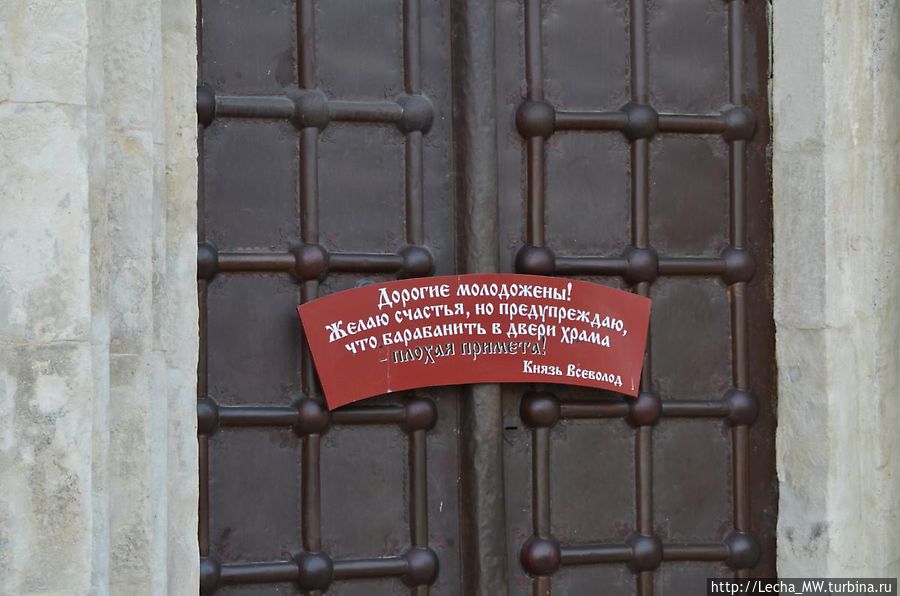 Дорогие молодожены!
Желаю счастья, но предупреждаю,
что барабанить в двери храма
- плохая примета!
Князь Всеволод
http://Lecha_MW.turbina.ru